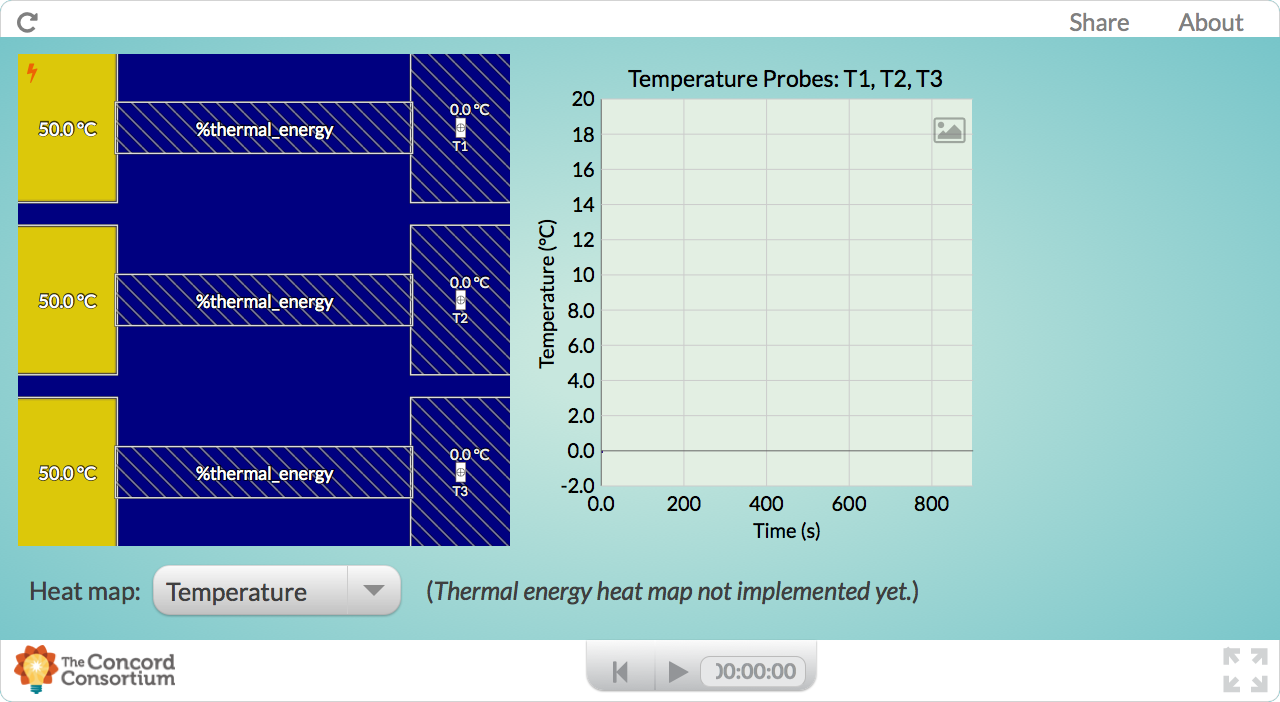 Share About
50.0 °C
%thermal_energy
0.0 °C
T1
50.0 °C
%thermal_energy
0.0 °C
T2
50.0 °C
%thermal_energy
0.0 °C
T3
Temperature Probes: T1, T2, T3
Temperature (°C)
20
18
16
14
12
10
8.0
6.0
4.0
2.0
0.0
-2.0
0.0 200 400 600 800
Time (s)
Heat map: Temperature (Thermal energy heat map not implemented yet.)
The Concord
Consortium
00:00:00